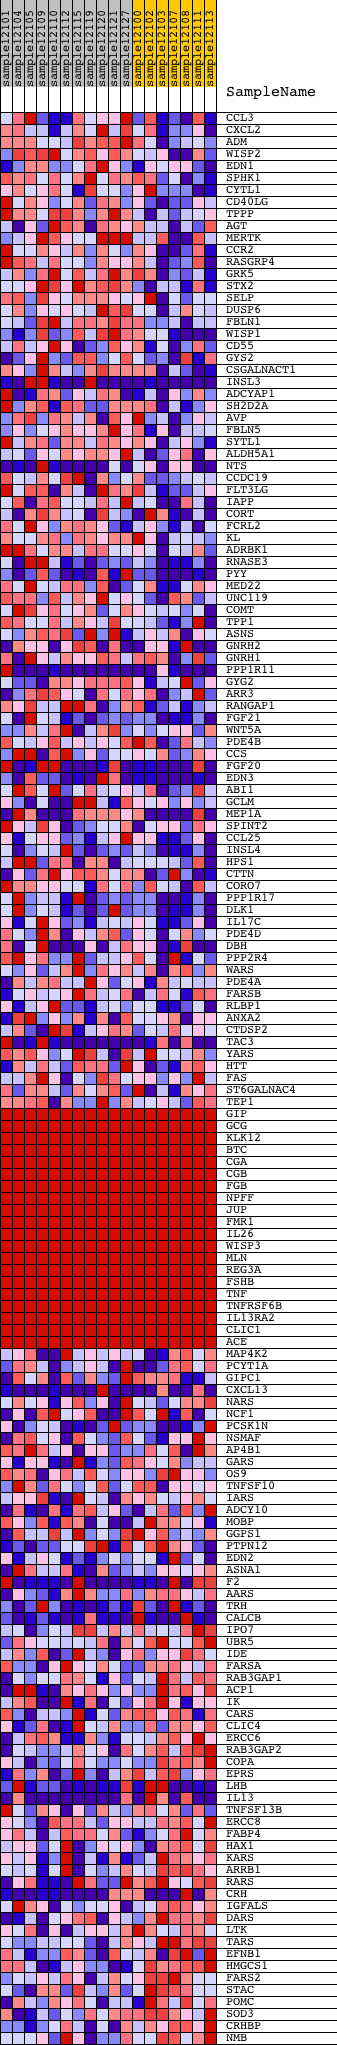 sample12101
sample12104
sample12105
sample12109
sample12110
sample12112
sample12115
sample12119
sample12120
sample12127
sample12100
sample12102
sample12103
sample12107
sample12108
sample12111
SampleName
CCL3
CXCL2
ADM
WISP2
EDN1
SPHK1
CYTL1
CD40LG
TPPP
AGT
MERTK
CCR2
RASGRP4
GRK5
STX2
SELP
DUSP6
FBLN1
WISP1
CD55
GYS2
CSGALNACT1
INSL3
ADCYAP1
SH2D2A
AVP
FBLN5
SYTL1
ALDH5A1
NTS
CCDC19
FLT3LG
IAPP
CORT
FCRL2
KL
ADRBK1
RNASE3
PYY
MED22
UNC119
COMT
TPP1
ASNS
GNRH2
GNRH1
PPP1R11
GYG2
ARR3
RANGAP1
FGF21
WNT5A
PDE4B
CCS
FGF20
EDN3
ABI1
GCLM
MEP1A
SPINT2
CCL25
INSL4
HPS1
CTTN
CORO7
PPP1R17
DLK1
IL17C
PDE4D
DBH
PPP2R4
WARS
PDE4A
FARSB
RLBP1
ANXA2
CTDSP2
TAC3
YARS
HTT
FAS
ST6GALNAC4
TEP1
GIP
GCG
KLK12
BTC
CGA
CGB
FGB
NPFF
JUP
FMR1
IL26
WISP3
MLN
REG3A
FSHB
TNF
TNFRSF6B
IL13RA2
CLIC1
ACE
MAP4K2
PCYT1A
GIPC1
CXCL13
NARS
NCF1
PCSK1N
NSMAF
AP4B1
GARS
OS9
TNFSF10
IARS
ADCY10
MOBP
GGPS1
PTPN12
EDN2
ASNA1
F2
AARS
TRH
CALCB
IPO7
UBR5
IDE
FARSA
RAB3GAP1
ACP1
IK
CARS
CLIC4
ERCC6
RAB3GAP2
COPA
EPRS
LHB
IL13
TNFSF13B
ERCC8
FABP4
HAX1
KARS
ARRB1
RARS
CRH
IGFALS
DARS
LTK
TARS
EFNB1
HMGCS1
FARS2
STAC
POMC
SOD3
CRHBP
NMB